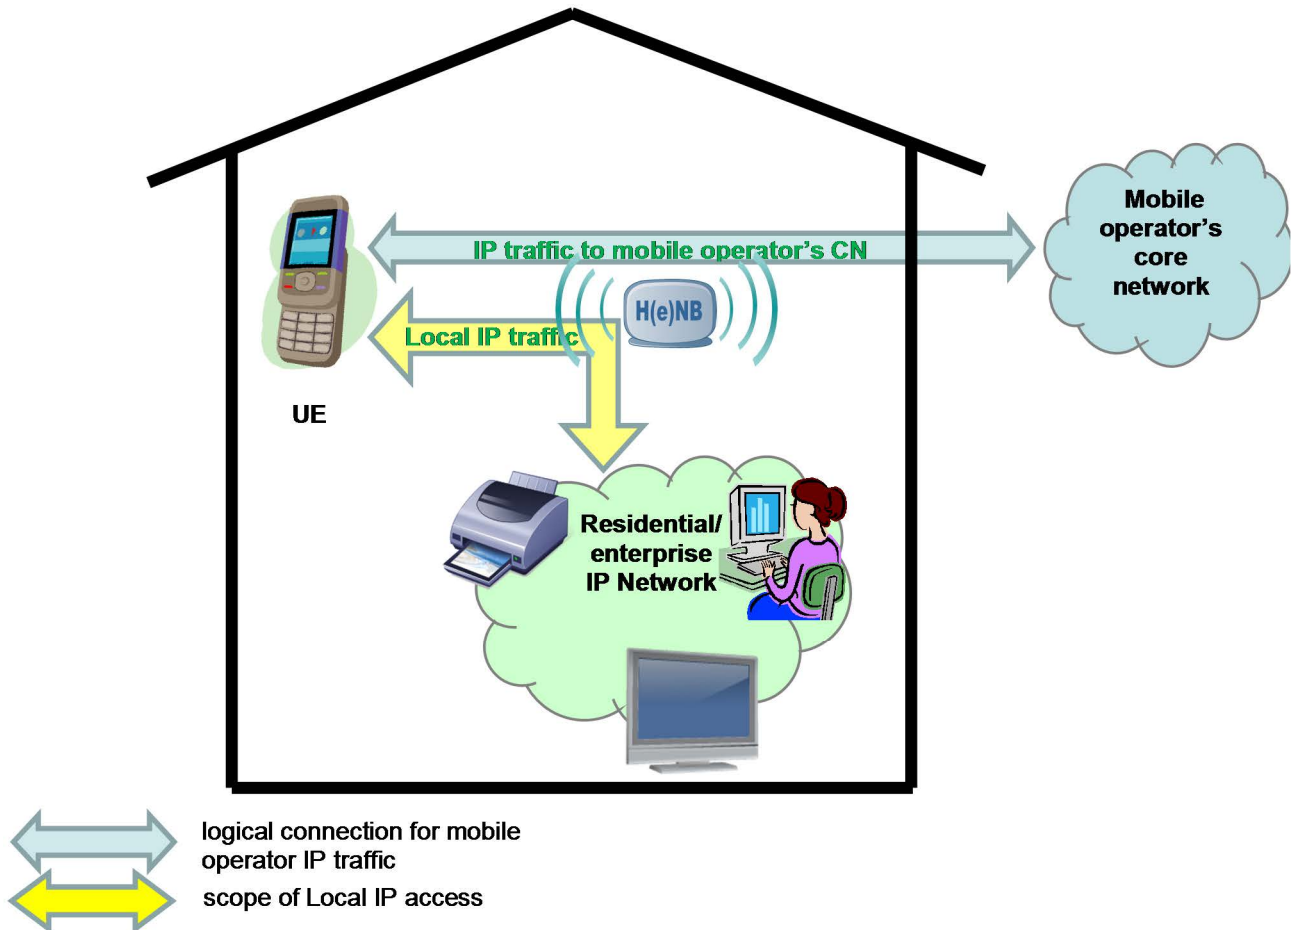 Mobile
operator's
core
network
IP traffic to mobile operator's CN
H(e)NB
Local IP traffic
UE
Residential/
enterprise
IP Network
logical connection for mobile
operator IP traffic
scope of Local IP access